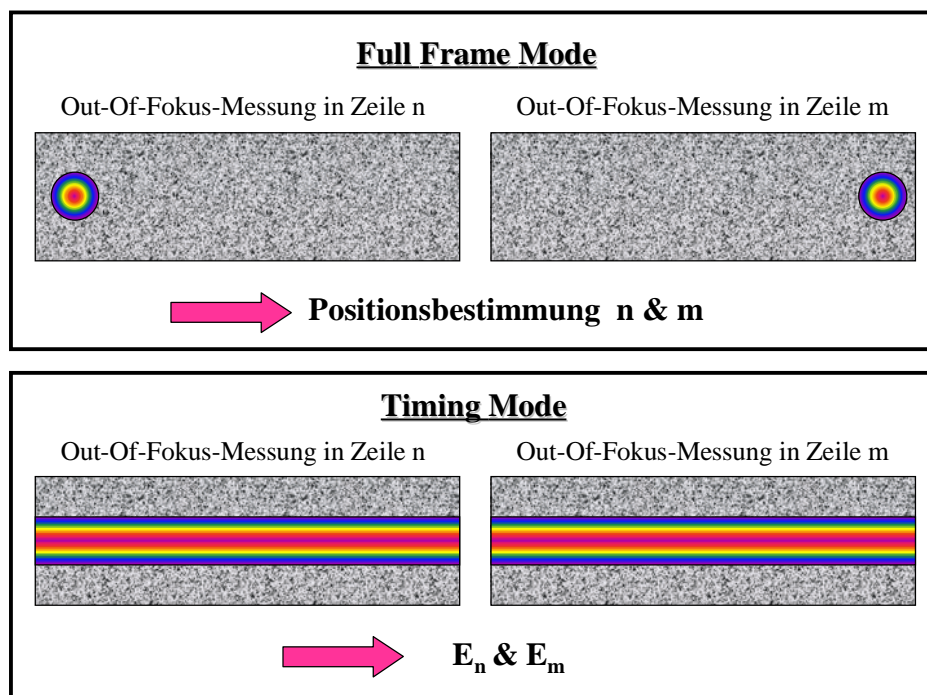 Full Frame Mode
Out-Of-Fokus-Messung in Zeile n
Out-Of-Fokus-Messung in Zeile m
Positionsbestimmung n & m
Timing Mode
Out-Of-Fokus-Messung in Zeile n
Out-Of-Fokus-Messung in Zeile m
Eₙ & Eₘ